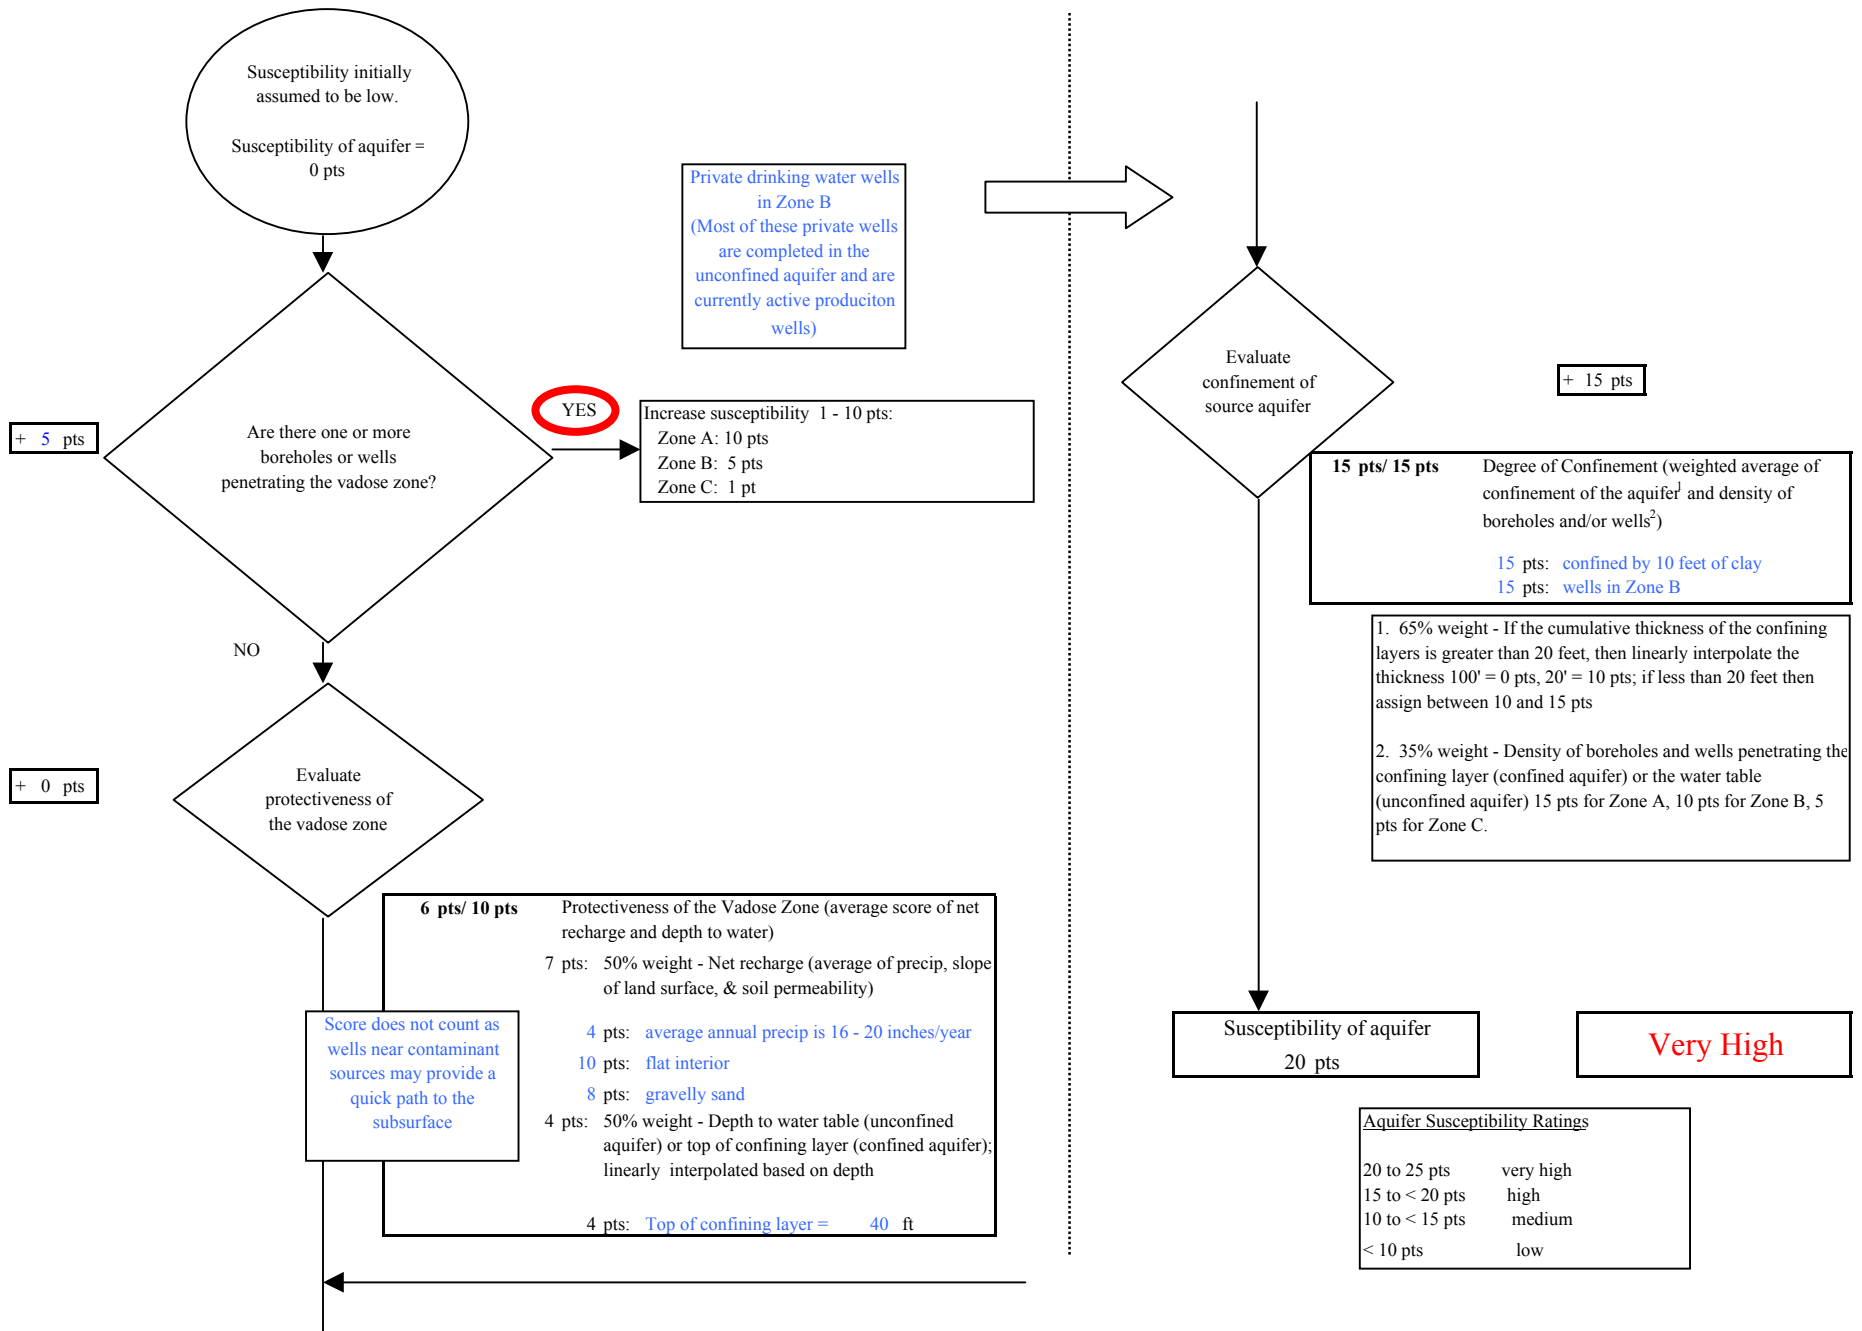 Susceptibility initially
assumed to be low.
Susceptibility of aquifer =
0 pts
Private drinking water wells
in Zone B
(Most of these private wells
are completed in the
unconfined aquifer and are
currently active produciton
wells)
+ 5 pts
Are there one or more
boreholes or wells
penetrating the vadose zone?
YES
Increase susceptibility 1 - 10 pts:
Zone A: 10 pts
Zone B: 5 pts
Zone C: 1 pt
NO
+ 0 pts
Evaluate
protectiveness of
the vadose zone
6 pts/ 10 pts Protectiveness of the Vadose Zone (average score of net
recharge and depth to water)
7 pts: 50% weight - Net recharge (average of precip, slope
of land surface, & soil permeability)
4 pts: average annual precip is 16 - 20 inches/year
10 pts: flat interior
8 pts: gravelly sand
4 pts: 50% weight - Depth to water table (unconfined
aquifer) or top of confining layer (confined aquifer);
linearly interpolated based on depth
4 pts: Top of confining layer = 40 ft
Score does not count as
wells near contaminant
sources may provide a
quick path to the
subsurface
Evaluate
confinement of
source aquifer
+ 15 pts
15 pts/ 15 pts Degree of Confinement (weighted average of
confinement of the aquifer1 and density of
boreholes and/or wells2)
15 pts: confined by 10 feet of clay
15 pts: wells in Zone B
1. 65% weight - If the cumulative thickness of the confining
layers is greater than 20 feet, then linearly interpolate the
thickness 100' = 0 pts, 20' = 10 pts; if less than 20 feet then
assign between 10 and 15 pts
2. 35% weight - Density of boreholes and wells penetrating the
confining layer (confined aquifer) or the water table
(unconfined aquifer) 15 pts for Zone A, 10 pts for Zone B, 5
pts for Zone C.
Susceptibility of aquifer
20 pts
Very High
Aquifer Susceptibility Ratings
20 to 25 pts very high
15 to < 20 pts high
10 to < 15 pts medium
< 10 pts low